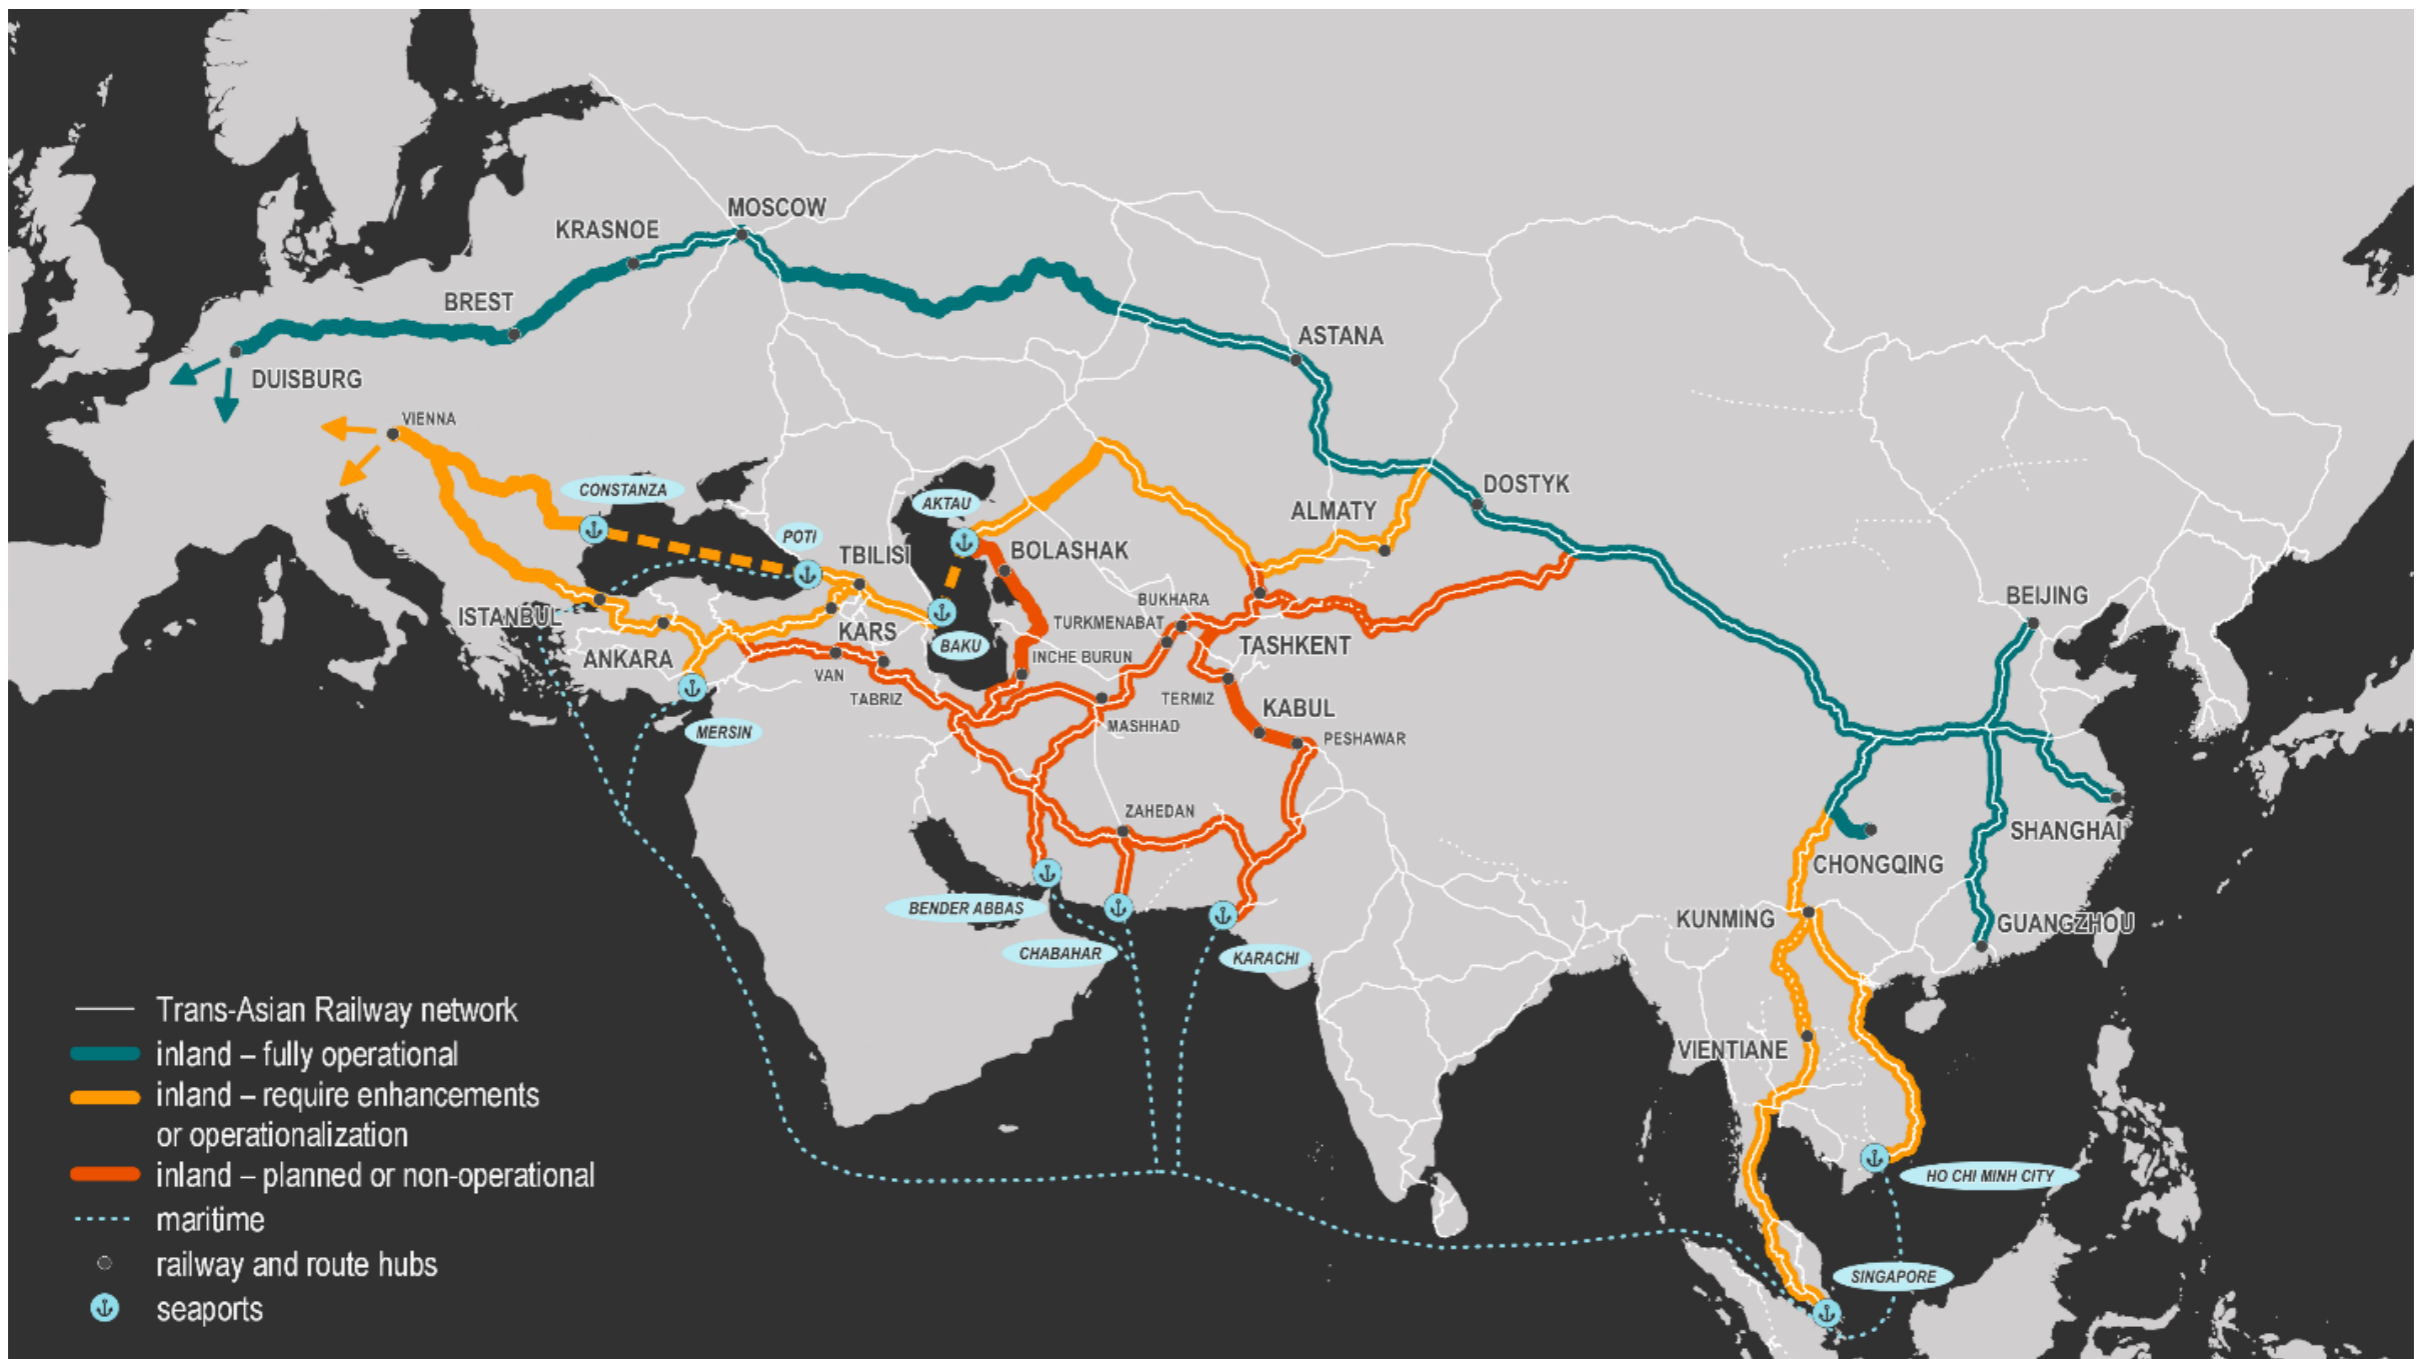 MOSCOW
KRASNOE
BREST
DUISBURG
VIENNA
ASTANA
CONSTANZA
AKTAU
DOSTYK
ALMATY
POTI
TBILISI
BOLASHAK
ISTANBUL
BUKHARA
BEIJING
TURKMENABAT
KARS
BAKU
TASHKENT
ANKARA
INCHE BURUN
VAN
TABRIZ
TERMIZ
KABUL
MERSIN
MASHHAD
PESHAWAR
ZAHEDAN
SHANGHAI
CHONGQING
BENDER ABBAS
KUNMING
GUANGZHOU
CHABAHAR
KARACHI
VIENTIANE
HO CHI MINH CITY
SINGAPORE
Trans-Asian Railway network
inland – fully operational
inland – require enhancements
or operationalization
inland – planned or non-operational
maritime
railway and route hubs
seaports